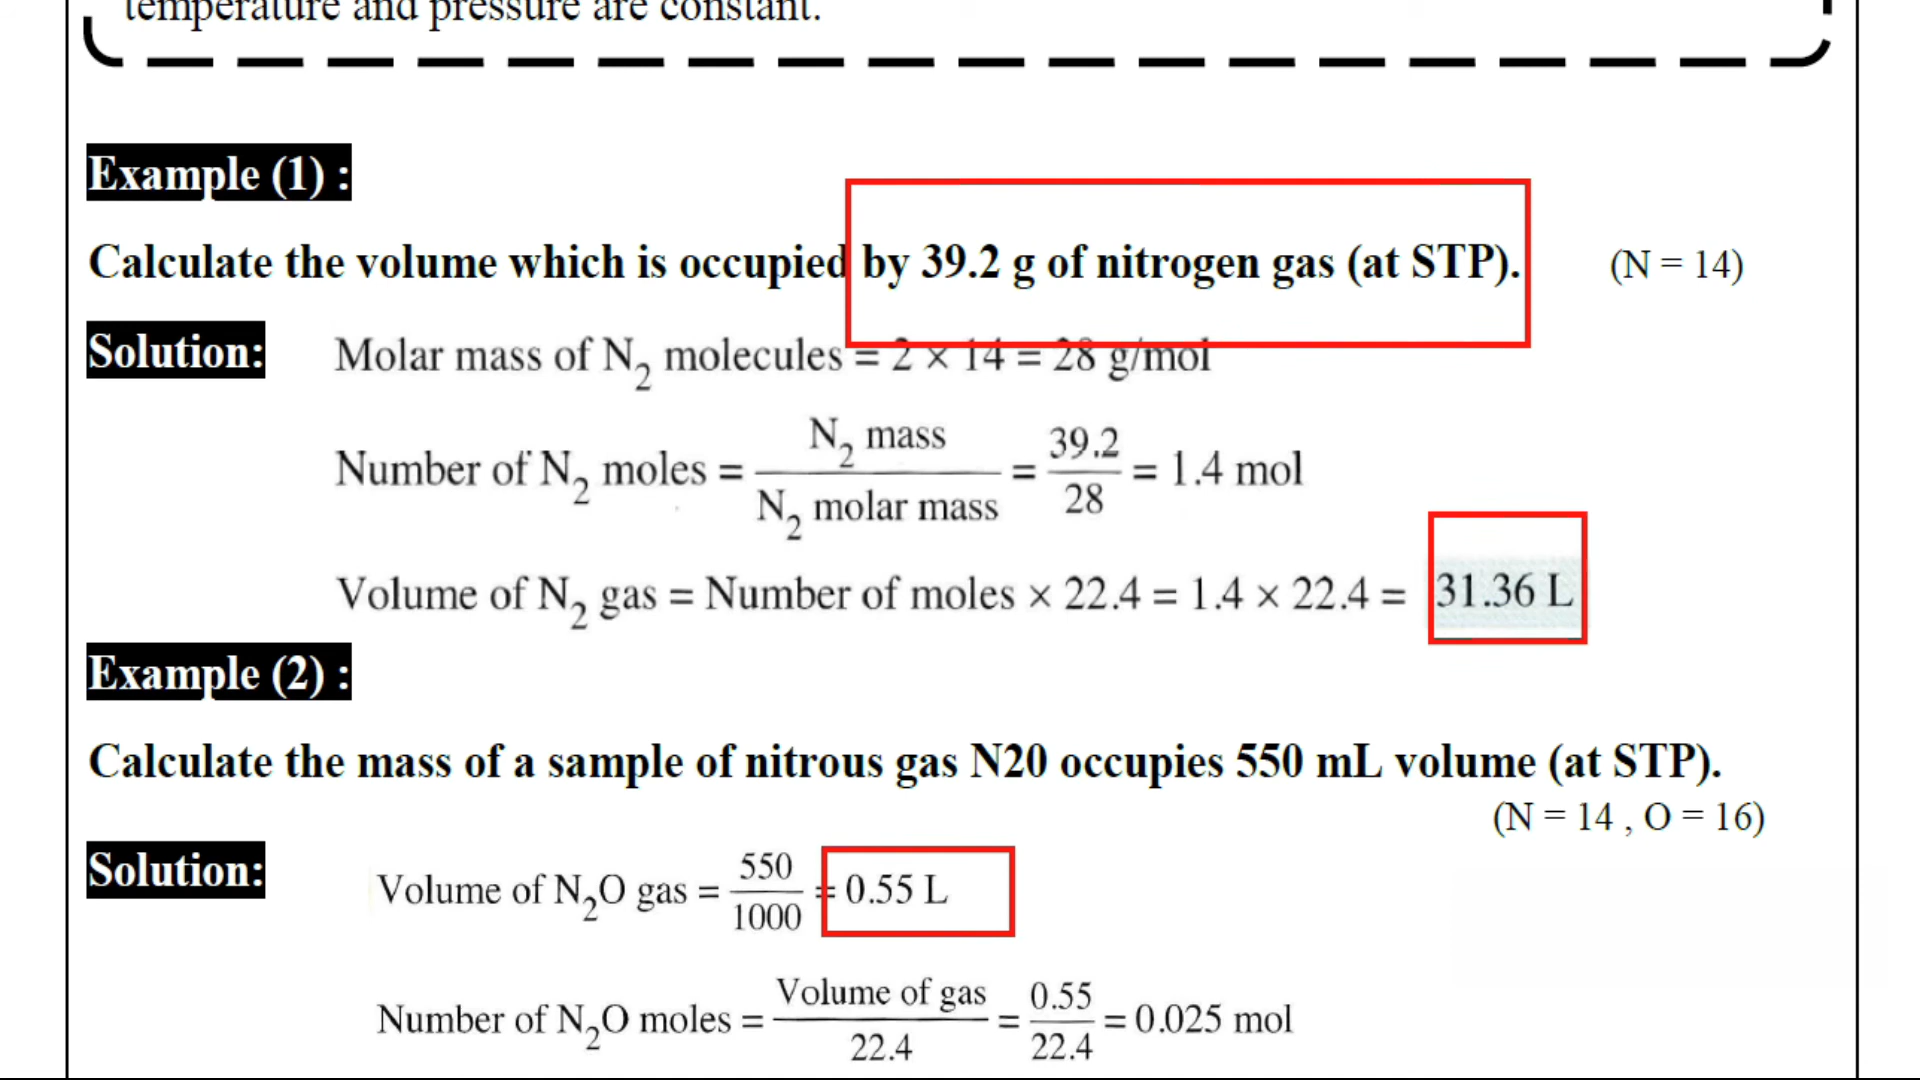 temperature and pressure are constant.
Example (1) :
Calculate the volume which is occupied by 39.2 g of nitrogen gas (at STP). (N = 14)
Solution: Molar mass of N₂ molecules = 2 × 14 = 28 g/mol
Number of N₂ moles = N₂ mass / N₂ molar mass = 39.2 / 28 = 1.4 mol
Volume of N₂ gas = Number of moles × 22.4 = 1.4 × 22.4 = 31.36 L
Example (2) :
Calculate the mass of a sample of nitrous gas N20 occupies 550 mL volume (at STP).
(N = 14 , O = 16)
Solution: Volume of N₂O gas = 550 / 1000 = 0.55 L
Number of N₂O moles = Volume of gas / 22.4 = 0.55 / 22.4 = 0.025 mol